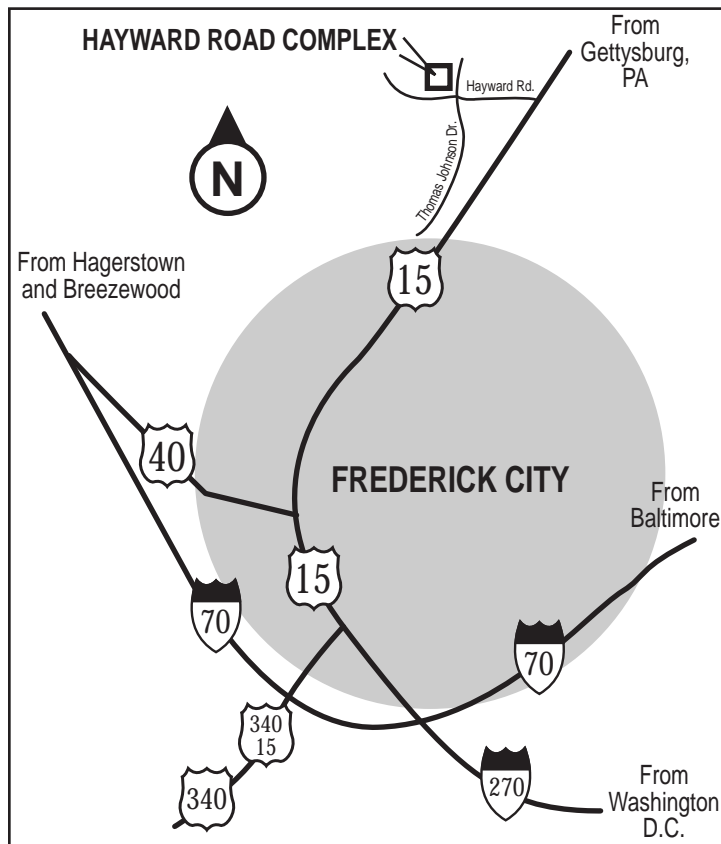 HAYWARD ROAD COMPLEX
From
Gettysburg,
PA
Hayward Rd.
Thomas Johnson Dr.
N
From Hagerstown
and Breezewood
15
40
FREDERICK CITY
From
Baltimore
15
70
70
340
15
340
270
From
Washington
D.C.